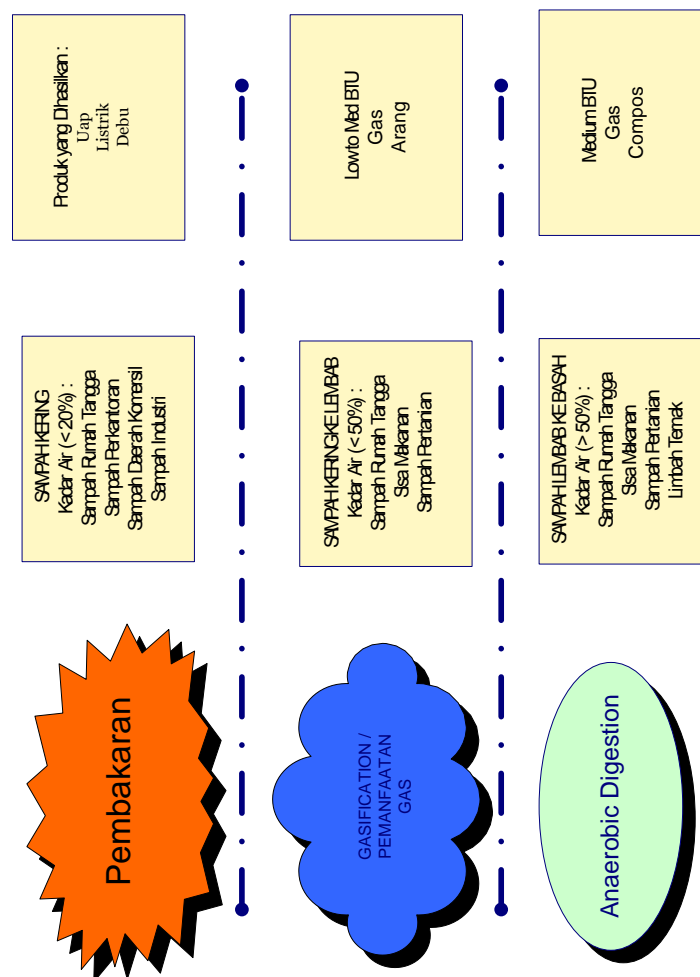 Pembakaran
SAMPAH KERING
Kadar Air ( < 20%) :
Sampah Rumah Tangga
Sampah Perkantoran
Sampah Daerah Komersil
Sampah Industri
Produk yang Dihasilkan :
Uap
Listrik
Debu
GASIFICATION /
PEMANFAATAN
GAS
SAMPAH KERING KE LEMBAB
Kadar Air ( < 50%) :
Sampah Rumah Tangga
Sisa Makanan
Sampah Pertanian
Low to Med BTU
Gas
Arang
Anaerobic Digestion
SAMPAH LEMBAB KE BASAH
Kadar Air ( > 50%) :
Sampah Rumah Tangga
Sisa Makanan
Sampah Pertanian
Limbah Ternak
Medium BTU
Gas
Compos